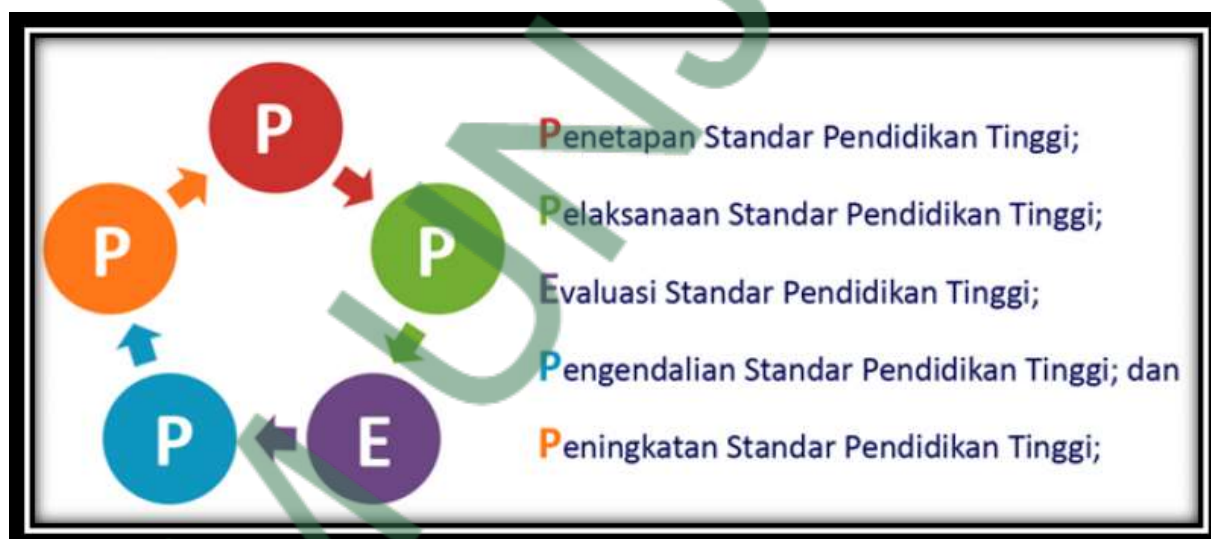 P
Penetapan Standar Pendidikan Tinggi;
P
P
Pelaksanaan Standar Pendidikan Tinggi;
Evaluasi Standar Pendidikan Tinggi;
P
E
Pengendalian Standar Pendidikan Tinggi; dan
Peningkatan Standar Pendidikan Tinggi;
UNS